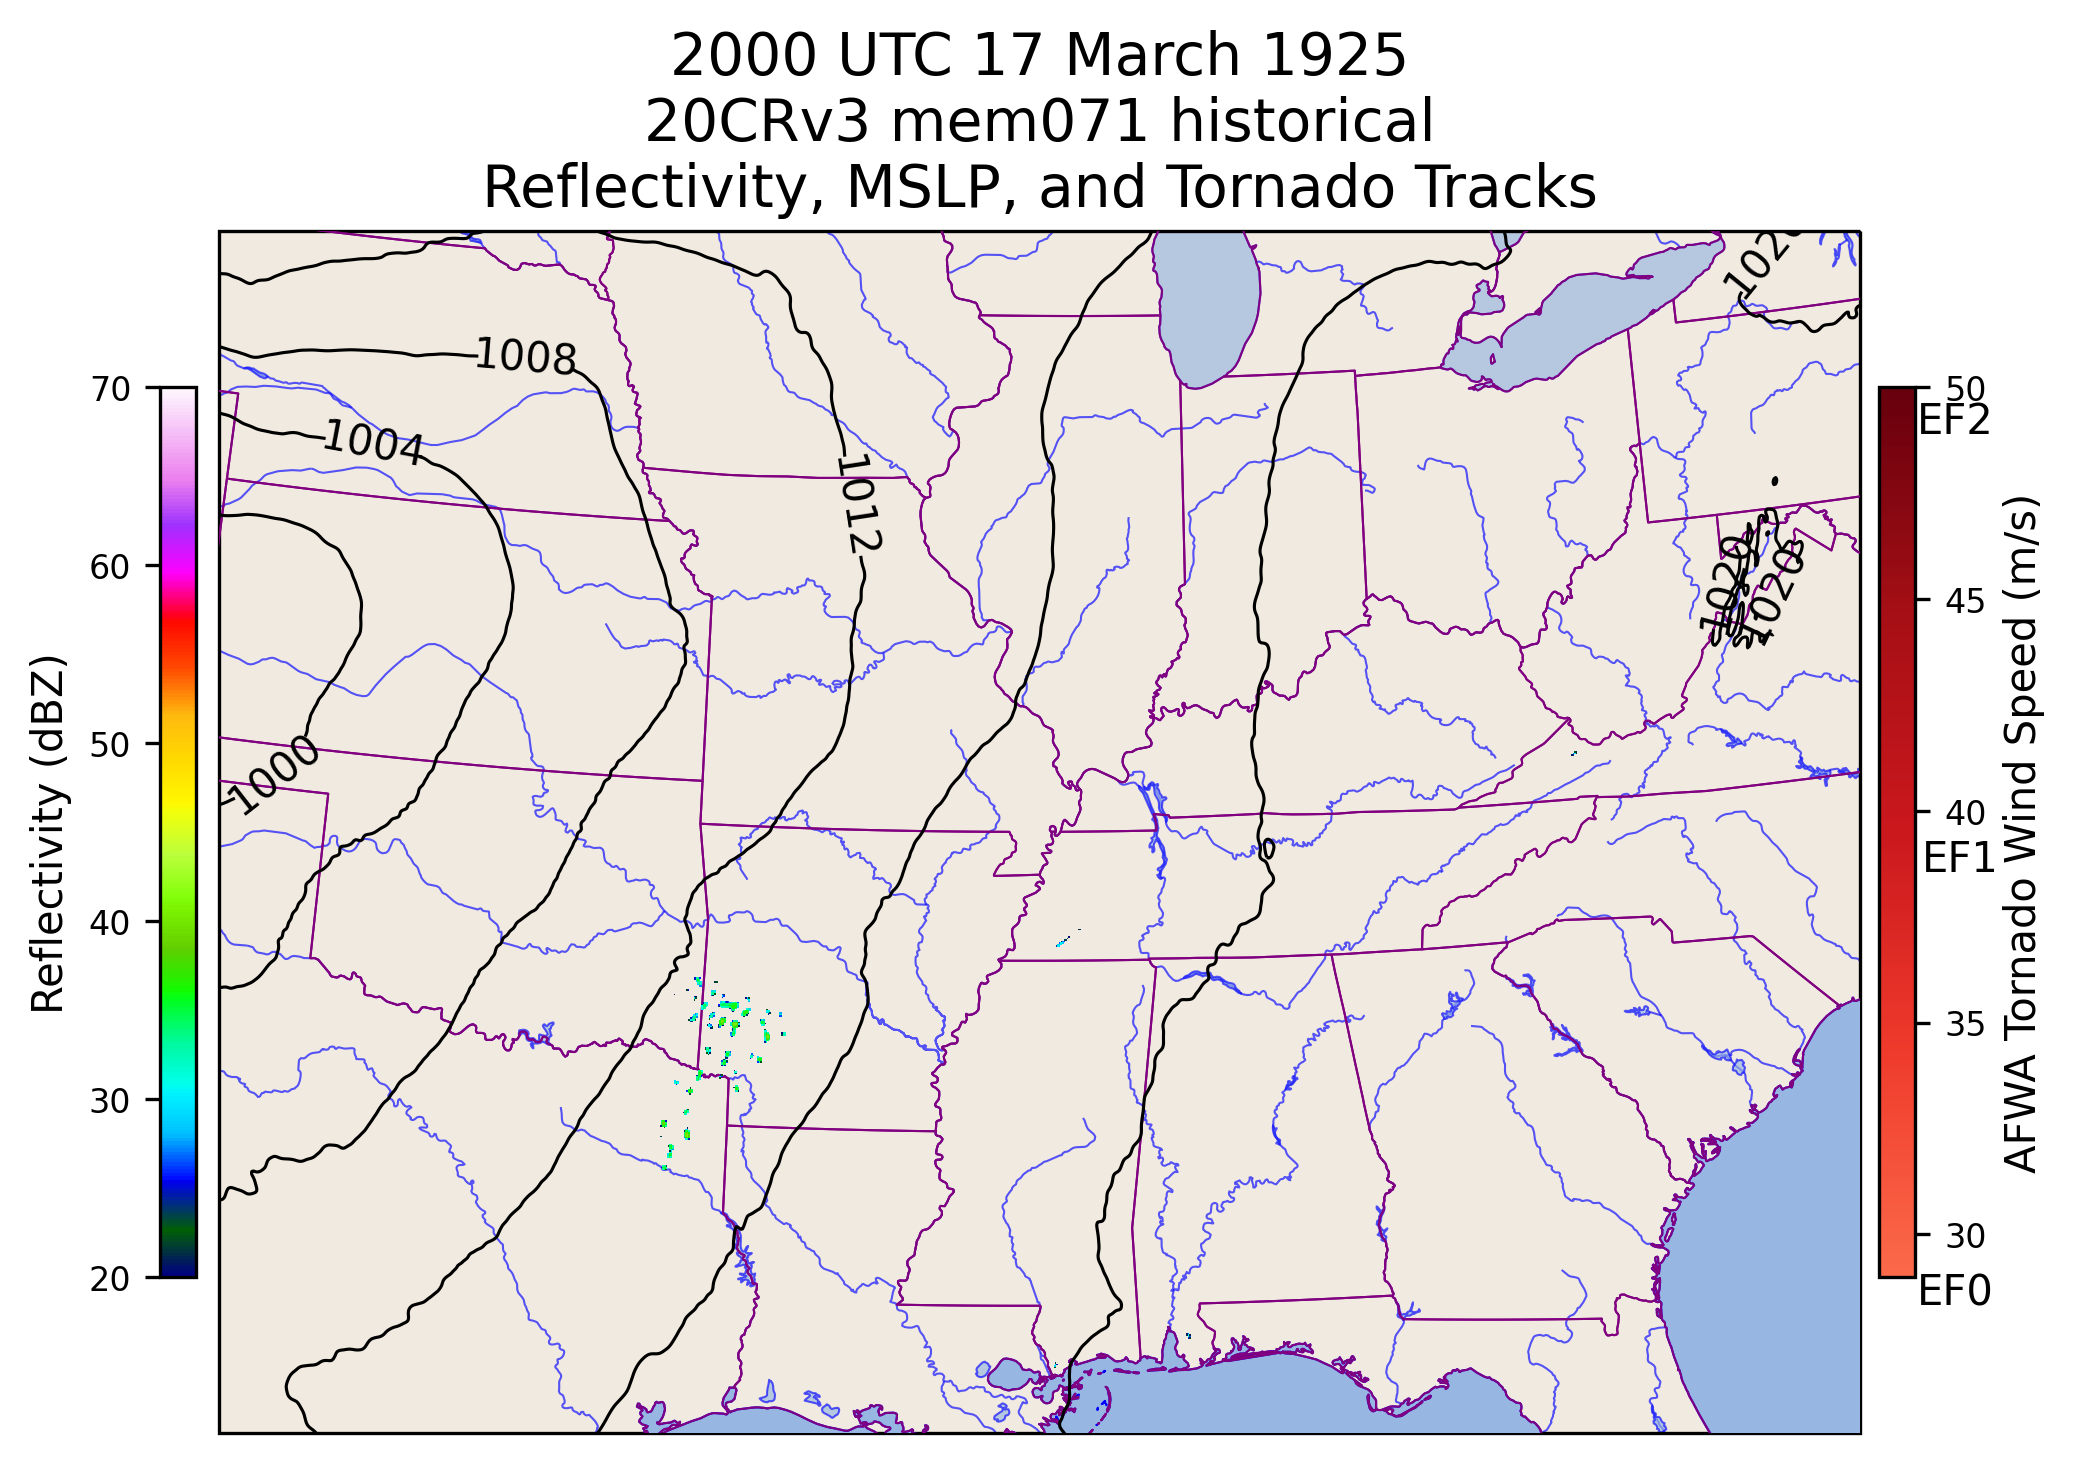 2000 UTC 17 March 1925
20CRv3 mem071 historical
Reflectivity, MSLP, and Tornado Tracks
1020
1008
1004
1012
1020
1020
1000
70
60
50
40
30
20
Reflectivity (dBZ)
50
EF2
45
40
EF1
35
30
EF0
AFWA Tornado Wind Speed (m/s)